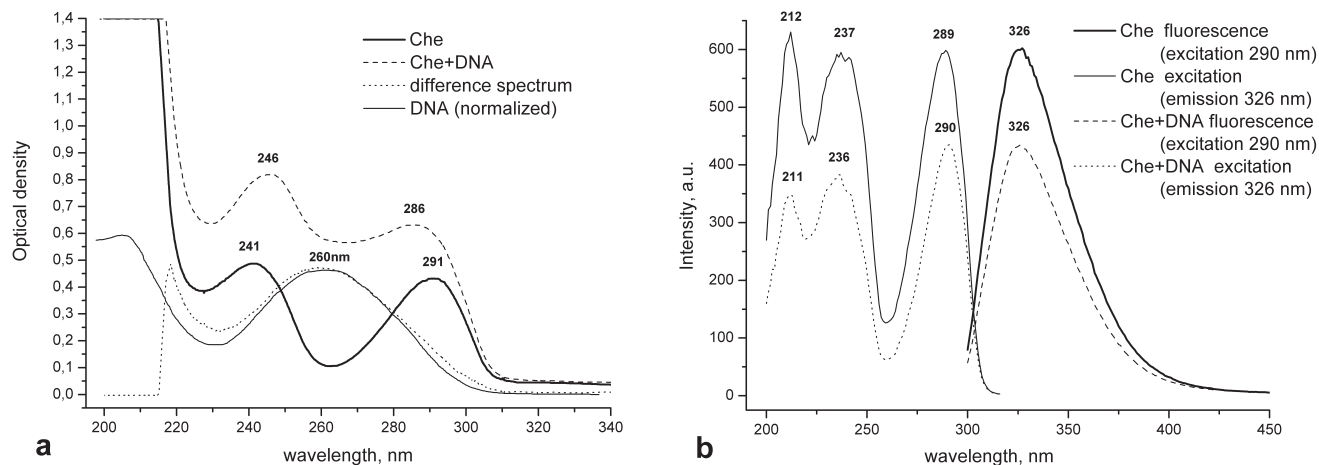 1,4
1,3
1,2
1,1
1,0
0,9
0,8
0,7
0,6
0,5
0,4
0,3
0,2
0,1
0,0
Optical density
200 220 240 260 280 300 320 340
wavelength, nm
Che
Che+DNA
difference spectrum
DNA (normalized)
246
286
241
260nm
291
a
600
500
400
300
200
100
0
Intensity, a.u.
200 250 300 350 400 450
wavelength, nm
212
237
289
326
211
236
290
326
Che fluorescence
(excitation 290 nm)
Che excitation
(emission 326 nm)
Che+DNA fluorescence
(excitation 290 nm)
Che+DNA excitation
(emission 326 nm)
b